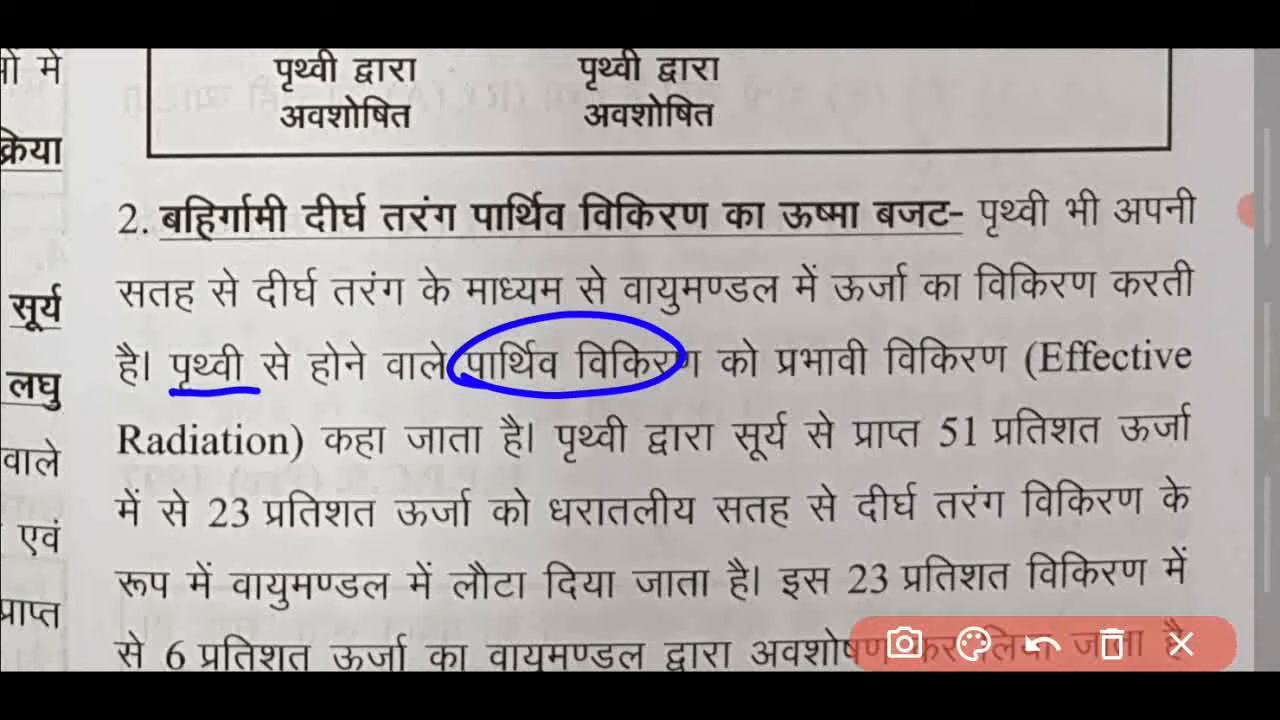 ों में
क्रिया
सूर्य
लघु
वाले
एवं
प्राप्त
पृथ्वी द्वारा पृथ्वी द्वारा
अवशोषित अवशोषित
2. बहिर्गामी दीर्घ तरंग पार्थिव विकिरण का ऊष्मा बजट- पृथ्वी भी अपनी
सतह से दीर्घ तरंग के माध्यम से वायुमण्डल में ऊर्जा का विकिरण करती
है। पृथ्वी से होने वाले पार्थिव विकिरण को प्रभावी विकिरण (Effective
Radiation) कहा जाता है। पृथ्वी द्वारा सूर्य से प्राप्त 51 प्रतिशत ऊर्जा
में से 23 प्रतिशत ऊर्जा को धरातलीय सतह से दीर्घ तरंग विकिरण के
रूप में वायुमण्डल में लौटा दिया जाता है। इस 23 प्रतिशत विकिरण में
से 6 प्रतिशत ऊर्जा का वायुमण्डल द्वारा अवशोषण कर लिया जाता है